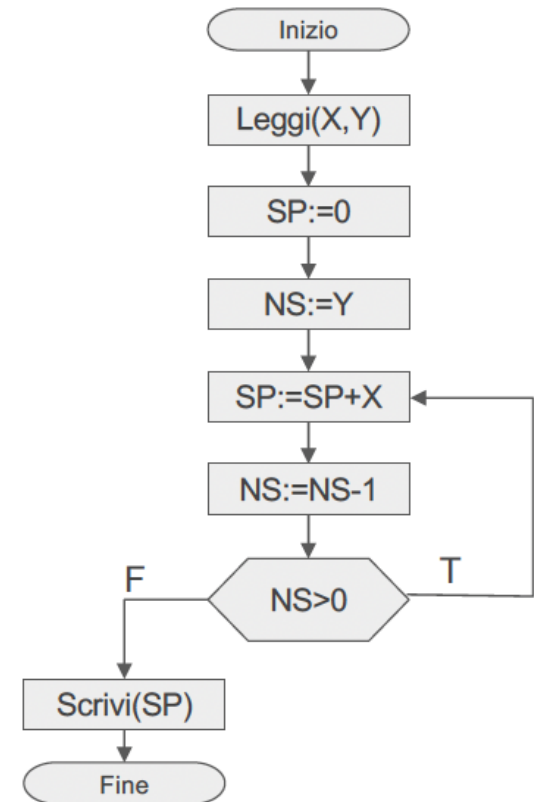 Inizio
Leggi(X,Y)
SP:=0
NS:=Y
SP:=SP+X
NS:=NS-1
F
T
NS>0
Scrivi(SP)
Fine